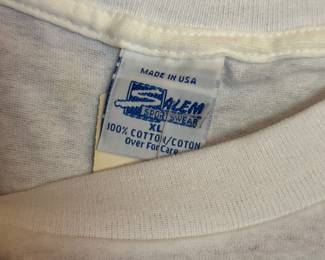 MADE IN USA
SALEM
SPORTSWEAR
XL
100% COTTON/COTON
Over For Care